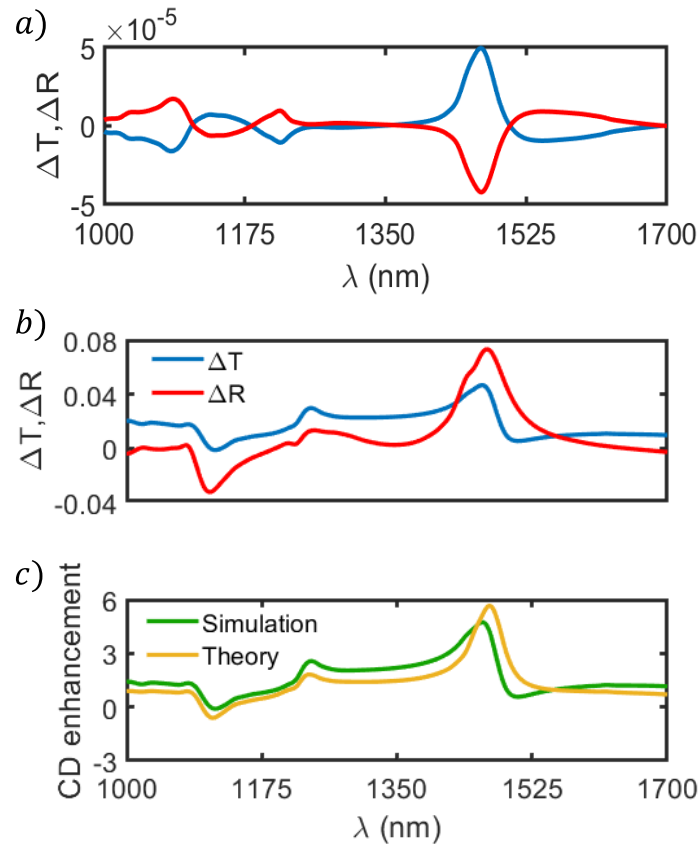 a)
×10⁻⁵
ΔT,ΔR
5
0
-5
1000 1175 1350 1525 1700
λ (nm)
b)
ΔT,ΔR
0.08
0.04
0
-0.04
ΔT
ΔR
c)
CD enhancement
6
3
0
-3
Simulation
Theory
1000 1175 1350 1525 1700
λ (nm)